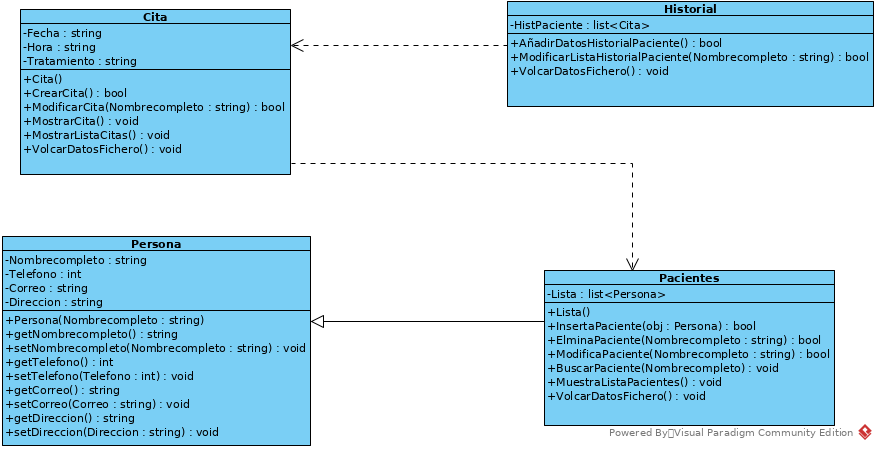 Cita
-Fecha : string
-Hora : string
-Tratamiento : string
+Cita()
+CrearCita() : bool
+ModificarCita(Nombrecompleto : string) : bool
+MostrarCita() : void
+MostrarListaCitas() : void
+VolcarDatosFichero() : void
Historial
-HistPaciente : list<Cita>
+AñadirDatosHistorialPaciente() : bool
+ModificarListaHistorialPaciente(Nombrecompleto : string) : bool
+VolcarDatosFichero() : void
Persona
-Nombrecompleto : string
-Telefono : int
-Correo : string
-Direccion : string
+Persona(Nombrecompleto : string)
+getNombrecompleto() : string
+setNombrecompleto(Nombrecompleto : string) : void
+getTelefono() : int
+setTelefono(Telefono : int) : void
+getCorreo() : string
+setCorreo(Correo : string) : void
+getDireccion() : string
+setDireccion(Direccion : string) : void
Pacientes
-Lista : list<Persona>
+Lista()
+InsertaPaciente(obj : Persona) : bool
+ElminaPaciente(Nombrecompleto : string) : bool
+ModificaPaciente(Nombrecompleto : string) : bool
+BuscarPaciente(Nombrecompleto) : void
+MuestraListaPacientes() : void
+VolcarDatosFichero() : void
Powered By Visual Paradigm Community Edition